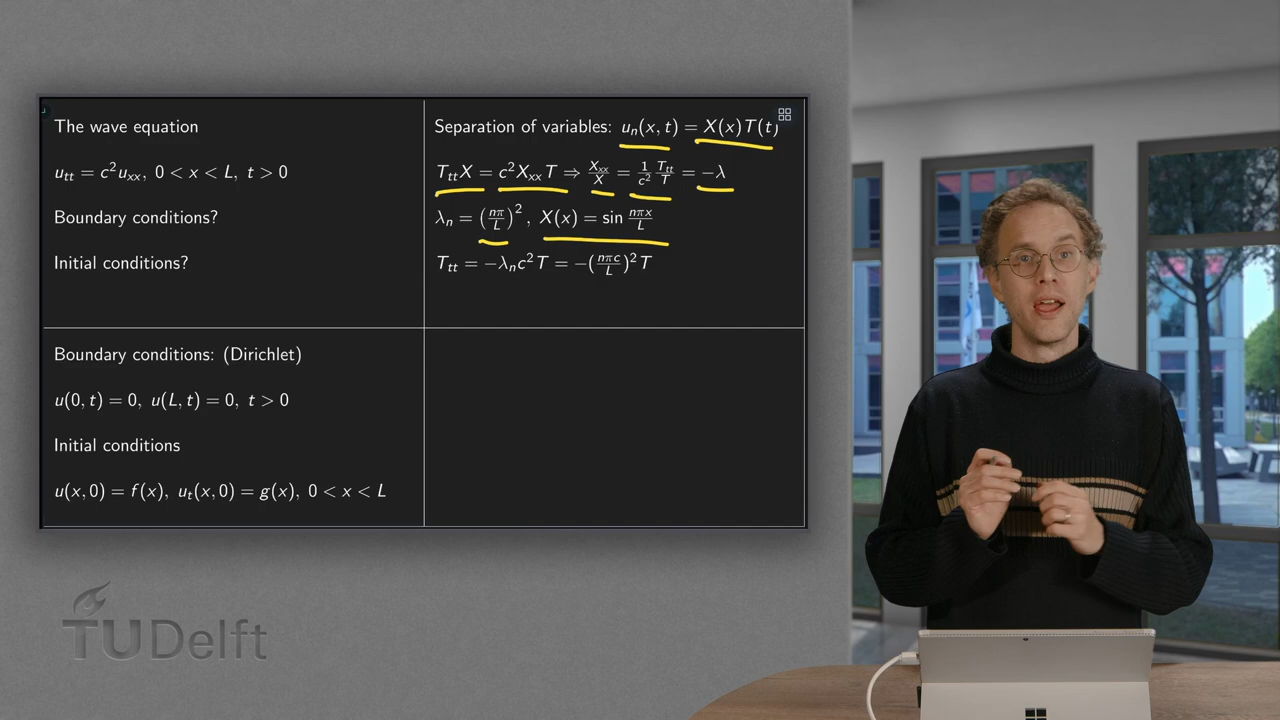 The wave equation
u_tt = c²u_xx, 0 < x < L, t > 0
Boundary conditions?
Initial conditions?
Separation of variables: u_n(x, t) = X(x)T(t)
T_tt X = c²X_xx T ⇒ X_xx/X = 1/c² T_tt/T = −λ
λ_n = (nπ/L)², X(x) = sin nπx/L
T_tt = −λ_n c²T = −(nπc/L)²T
Boundary conditions: (Dirichlet)
u(0, t) = 0, u(L, t) = 0, t > 0
Initial conditions
u(x, 0) = f(x), u_t(x, 0) = g(x), 0 < x < L
TUDelft